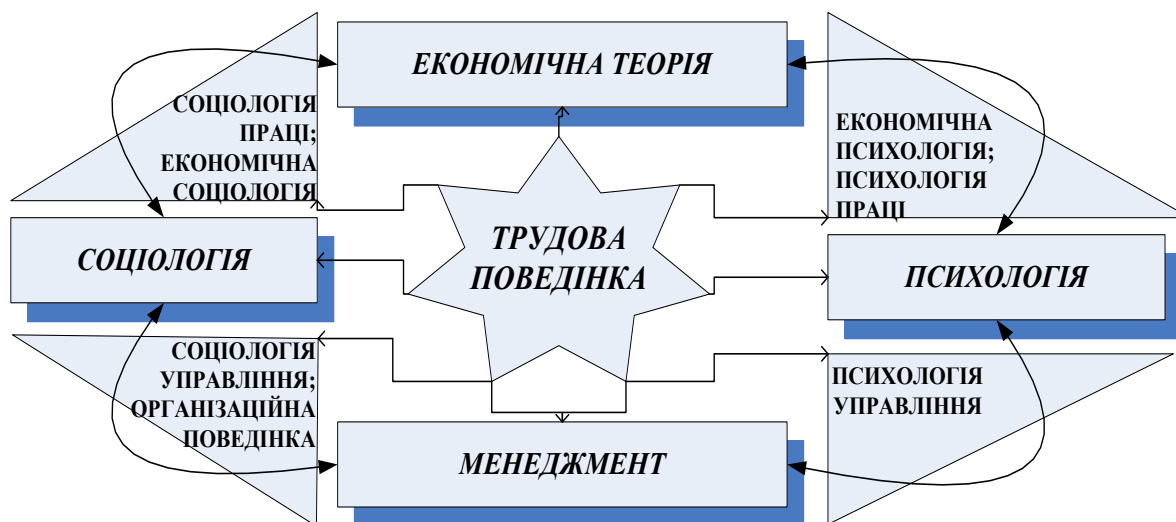 ЕКОНОМІЧНА ТЕОРІЯ
СОЦІОЛОГІЯ
ПРАЦІ;
ЕКОНОМІЧНА
СОЦІОЛОГІЯ
ЕКОНОМІЧНА
ПСИХОЛОГІЯ;
ПСИХОЛОГІЯ
ПРАЦІ
СОЦІОЛОГІЯ
ТРУДОВА
ПОВЕДІНКА
ПСИХОЛОГІЯ
СОЦІОЛОГІЯ
УПРАВЛІННЯ;
ОРГАНІЗАЦІЙНА
ПОВЕДІНКА
ПСИХОЛОГІЯ
УПРАВЛІННЯ
МЕНЕДЖМЕНТ